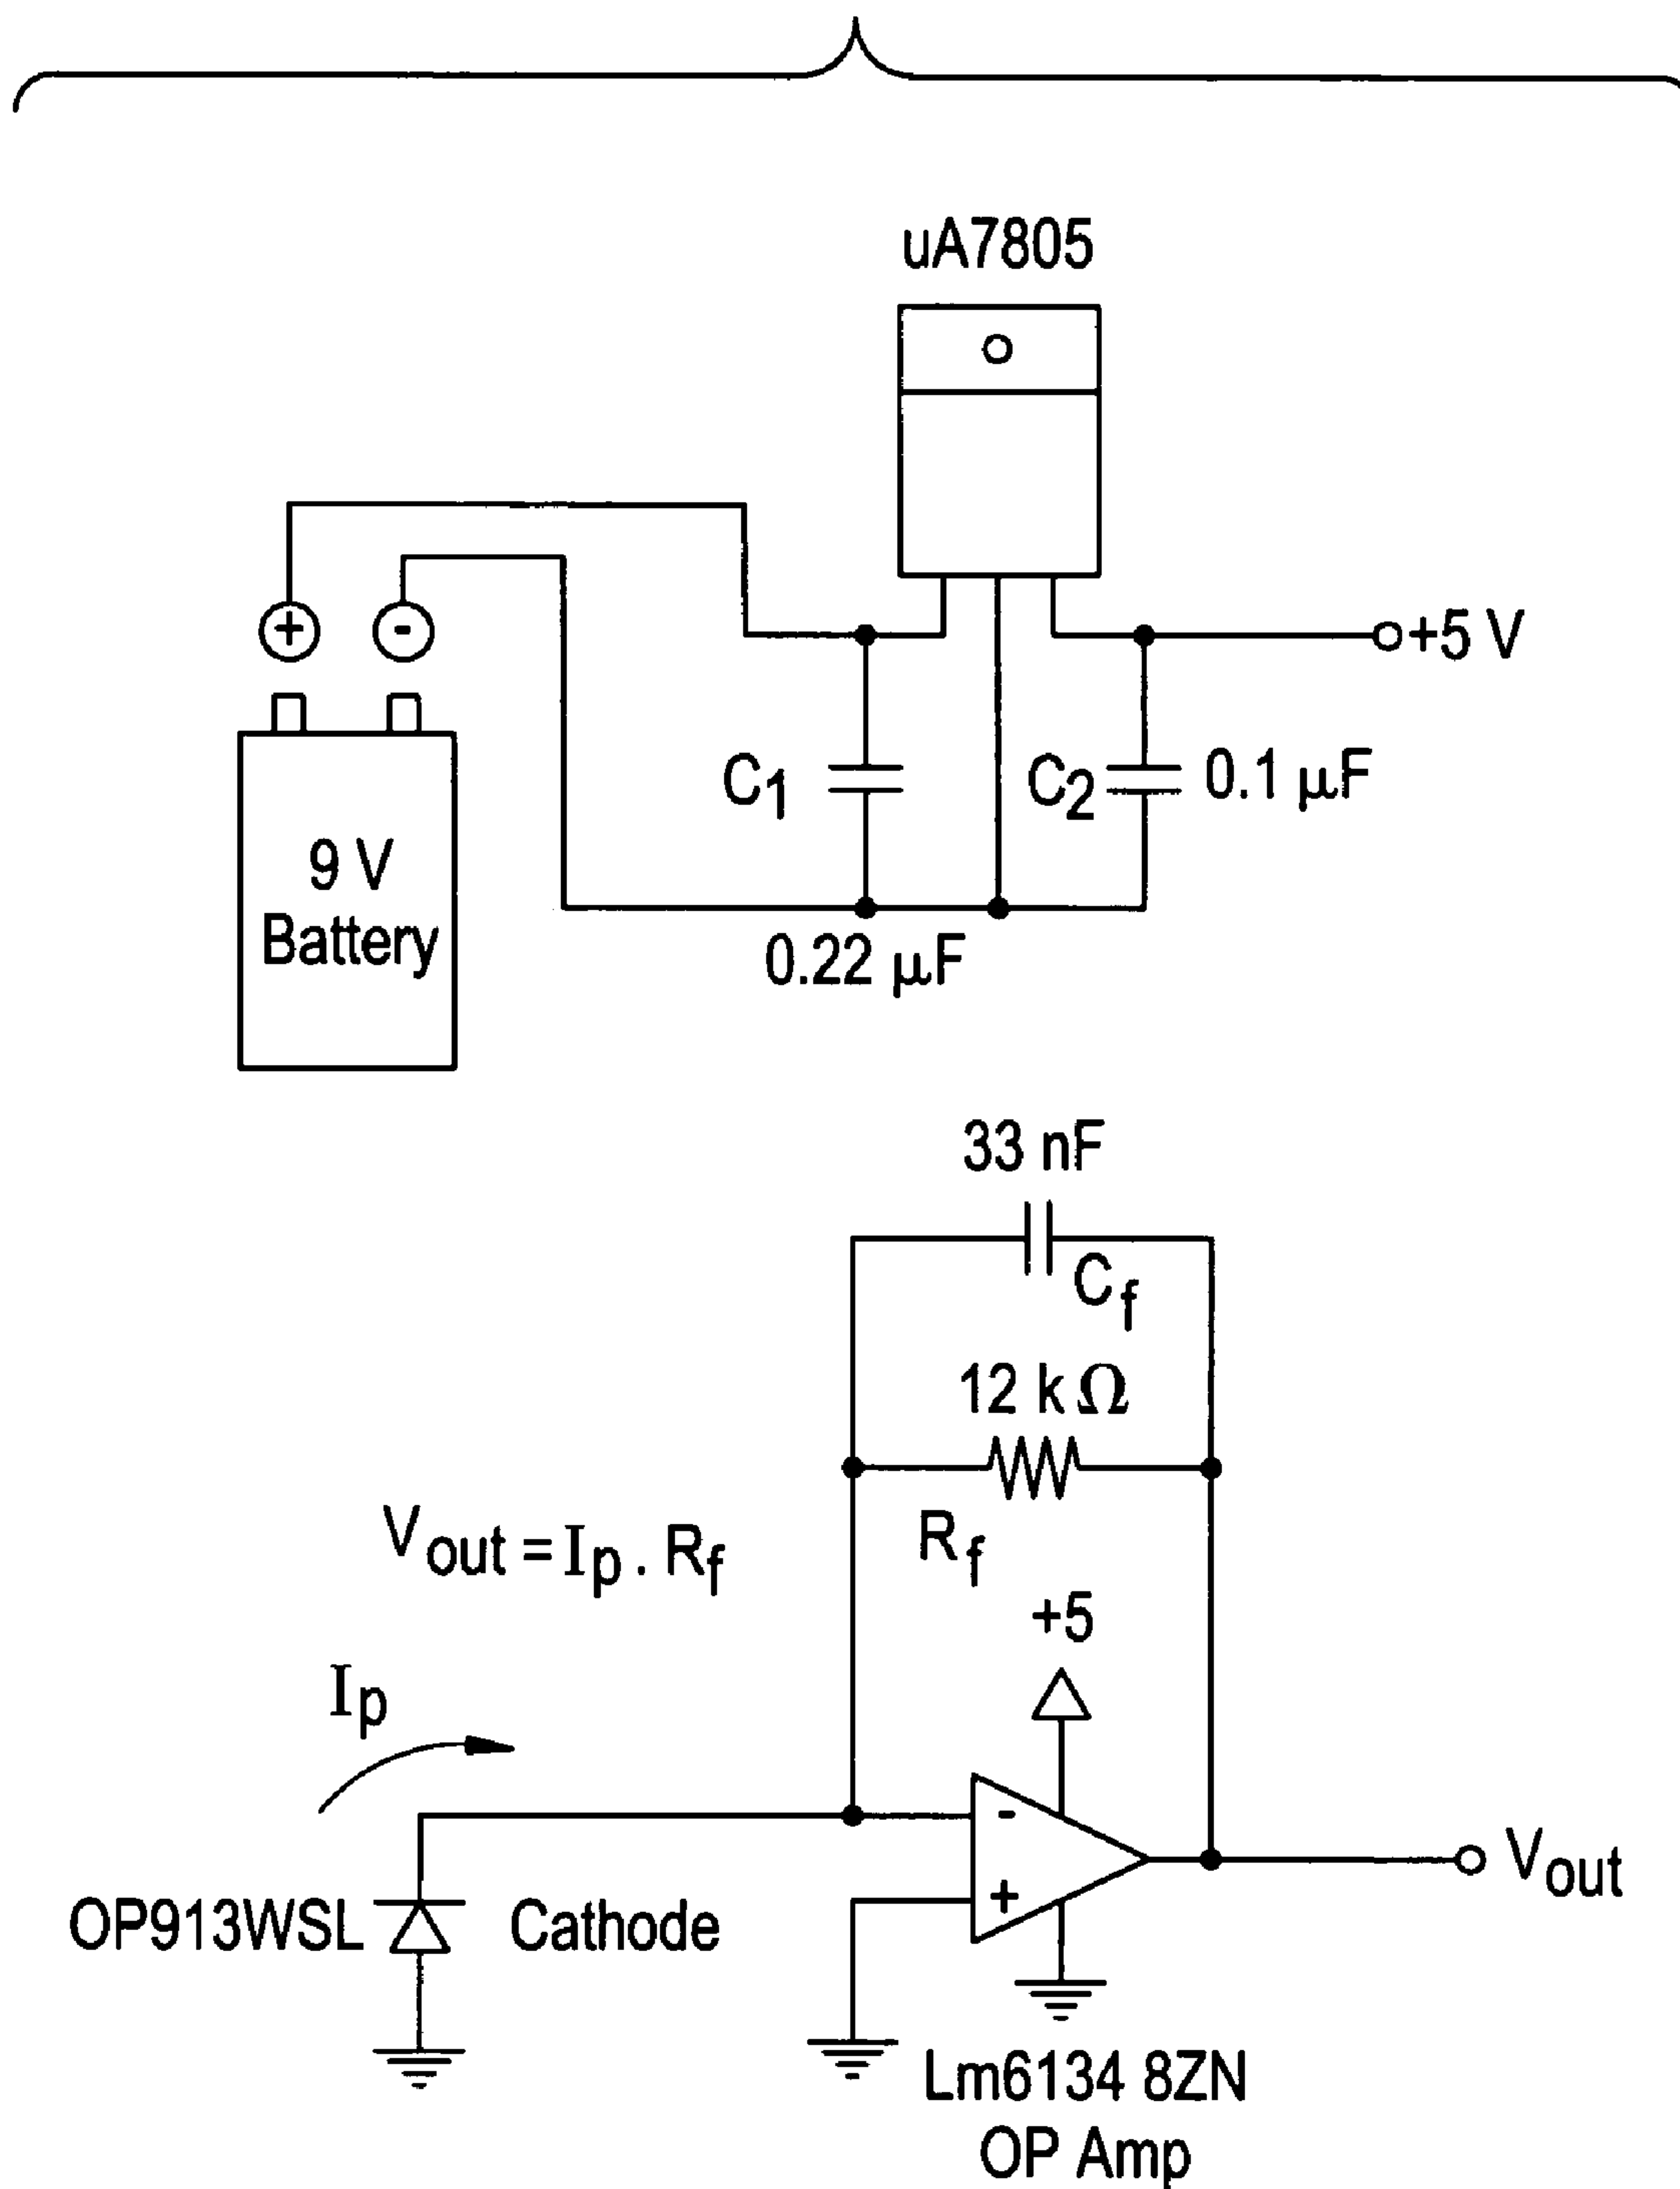 uA7805
+
-
+5 V
C1
C2
0.1 μF
9 V
Battery
0.22 μF
33 nF
Cf
12 k Ω
Rf
Vout = Ip . Rf
+5
Ip
-
+
Vout
OP913WSL
Cathode
Lm6134 8ZN
OP Amp